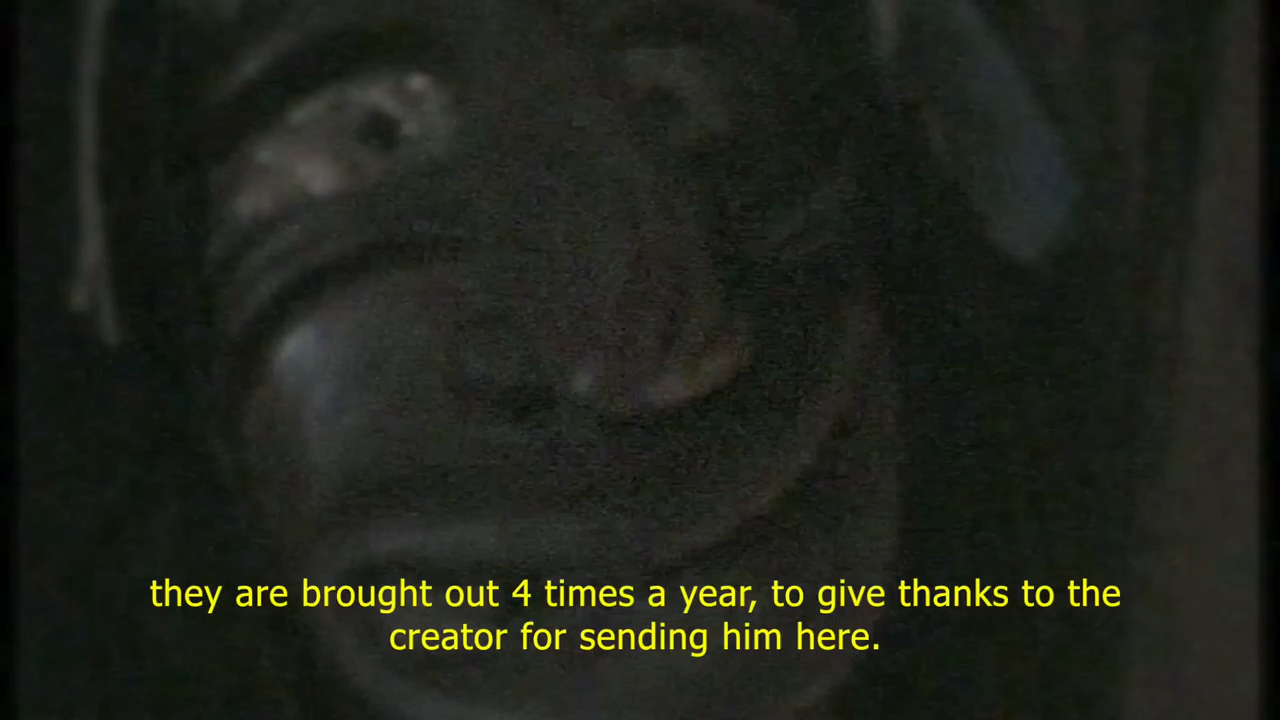 they are brought out 4 times a year, to give thanks to the
creator for sending him here.